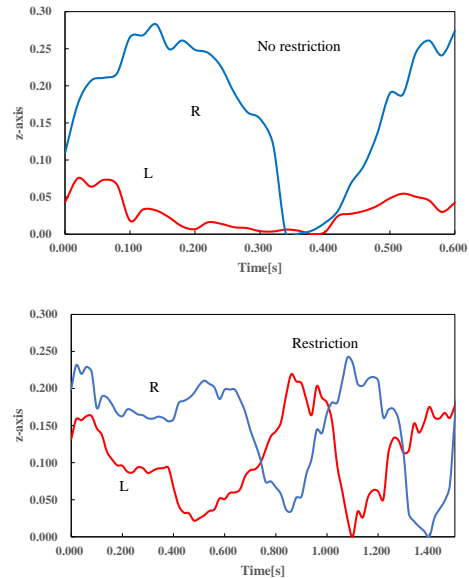 0.30
0.25
0.20
0.15
0.10
0.05
0.00
z-axis
No restriction
R
L
0.000 0.100 0.200 0.300 0.400 0.500 0.600
Time[s]
0.300
0.250
0.200
0.150
0.100
0.050
0.000
z-axis
Restriction
R
L
0.000 0.200 0.400 0.600 0.800 1.000 1.200 1.400
Time[s]